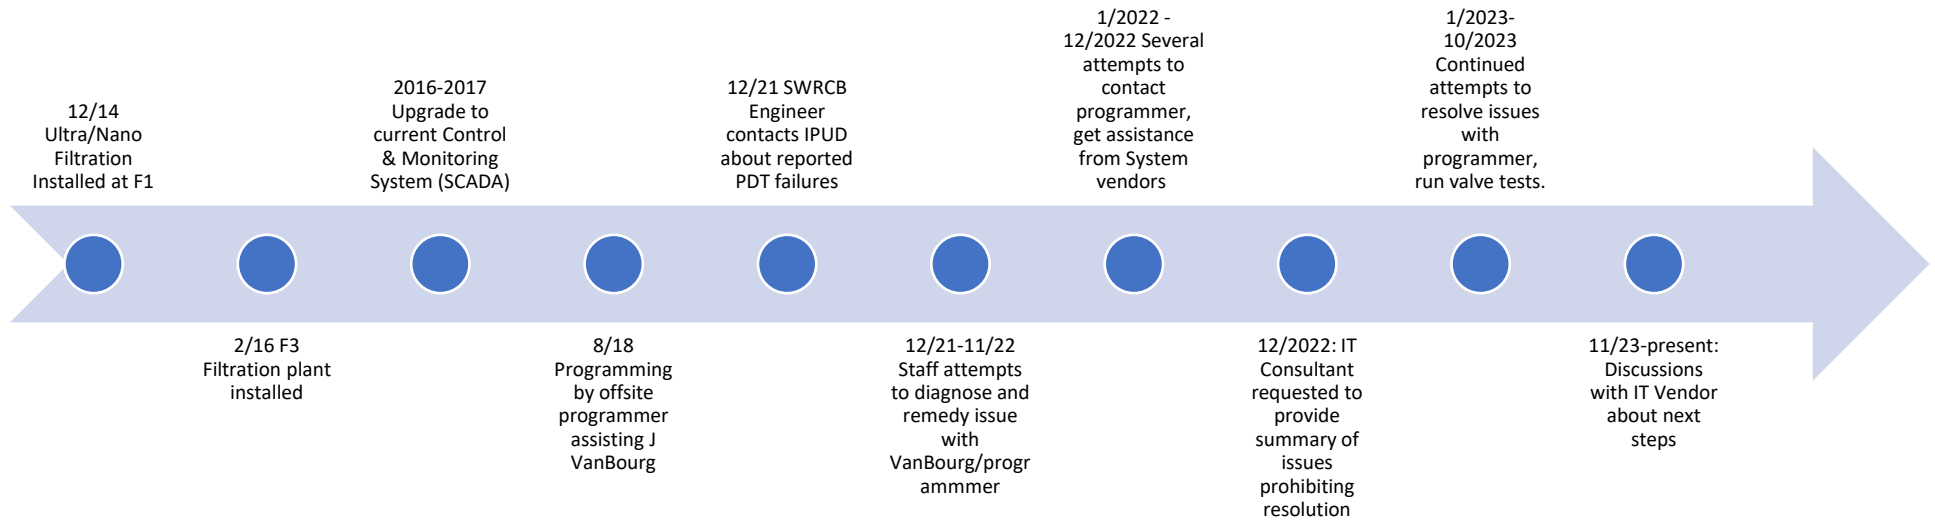 12/14
Ultra/Nano
Filtration
Installed at F1
2/16 F3
Filtration plant
installed
2016-2017
Upgrade to
current Control
& Monitoring
System (SCADA)
8/18
Programming
by offsite
programmer
assisting J
VanBourg
12/21 SWRCB
Engineer
contacts IPUD
about reported
PDT failures
12/21-11/22
Staff attempts
to diagnose and
remedy issue
with
VanBourg/progr
ammmer
1/2022 -
12/2022 Several
attempts to
contact
programmer,
get assistance
from System
vendors
12/2022: IT
Consultant
requested to
provide
summary of
issues
prohibiting
resolution
1/2023-
10/2023
Continued
attempts to
resolve issues
with
programmer,
run valve tests.
11/23-present:
Discussions
with IT Vendor
about next
steps